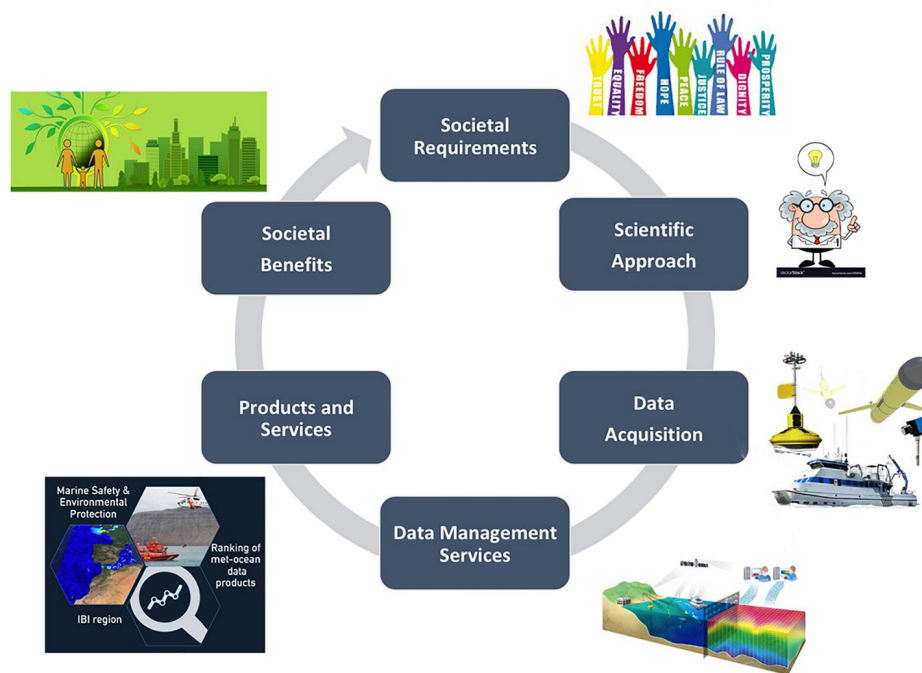 TRUST
EQUALITY
FREEDOM
HOPE
PEACE
JUSTICE
RULE OF LAW
DIGNITY
PROSPERITY
Societal
Requirements
Scientific
Approach
VectorStock
Data
Acquisition
Data Management
Services
Products and
Services
Societal
Benefits
Marine Safety &
Environmental
Protection
Ranking of
met-ocean
data
products
IBI region